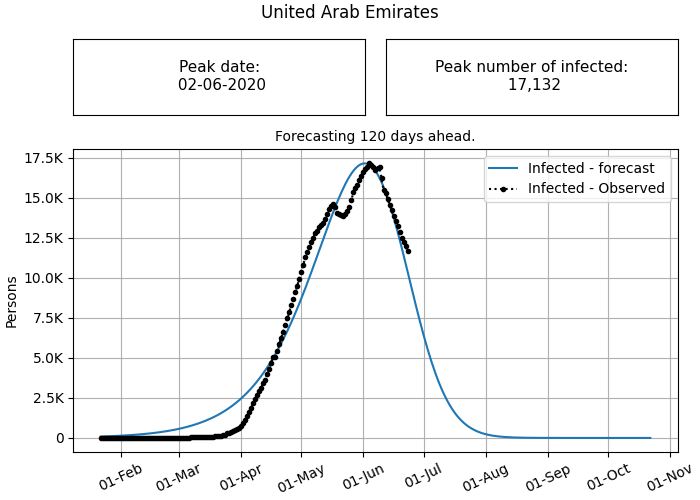 United Arab Emirates
Peak date:
02-06-2020
Peak number of infected:
17,132
Forecasting 120 days ahead.
Infected - forecast
Infected - Observed
Persons
17.5K
15.0K
12.5K
10.0K
7.5K
5.0K
2.5K
0
01-Feb
01-Mar
01-Apr
01-May
01-Jun
01-Jul
01-Aug
01-Sep
01-Oct
01-Nov